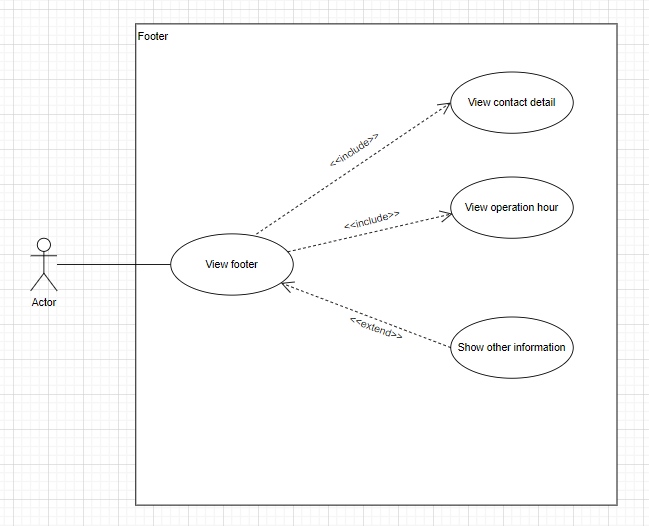 Footer
View contact detail
<<include>>
View operation hour
<<include>>
View footer
Actor
<<extend>>
Show other information